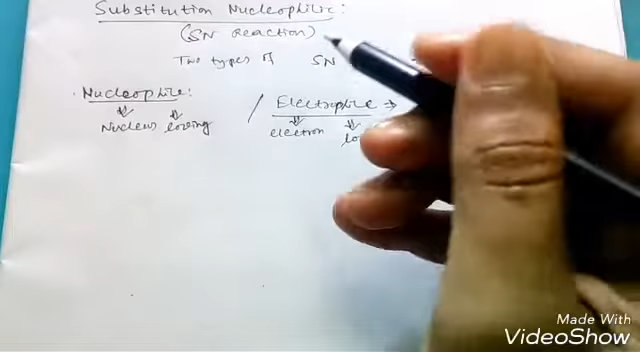 Substitution Nucleophilic:
(SN Reaction)
Two types of SN
Nucleophile: / Electrophile →
Nucleus loving electron
Made With
VideoShow